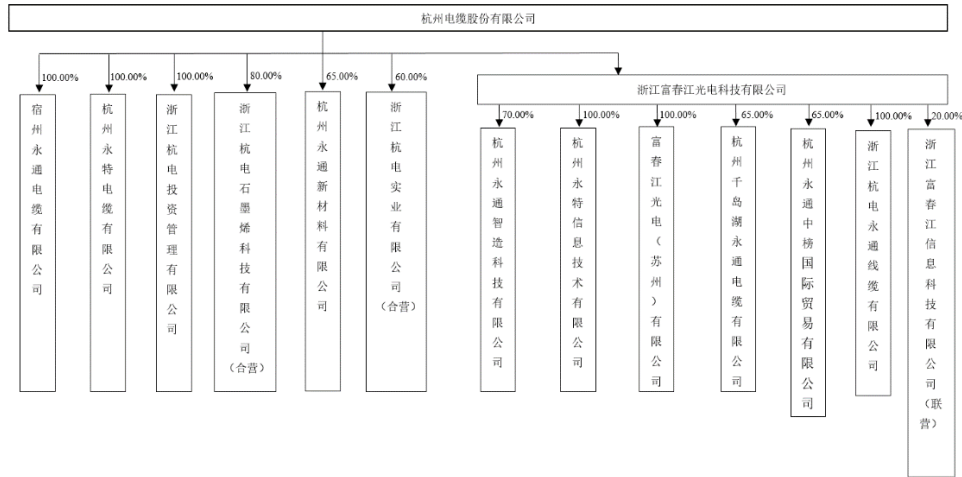 杭州电缆股份有限公司
100.00%
100.00%
100.00%
80.00%
65.00%
60.00%
浙江富春江光电科技有限公司
宿州永通电缆有限公司
杭州永特电缆有限公司
浙江杭电投资管理有限公司
浙江杭电石墨烯科技有限公司（合营）
杭州永通新材料有限公司
浙江杭电实业有限公司（合营）
70.00%
100.00%
100.00%
65.00%
65.00%
100.00%
20.00%
杭州永通智造科技有限公司
杭州永特信息技术有限公司
富春江光电（苏州）有限公司
杭州千岛湖永通电缆有限公司
杭州永通中榜国际贸易有限公司
浙江杭电永通线缆有限公司
浙江富春江信息科技有限公司（联营）